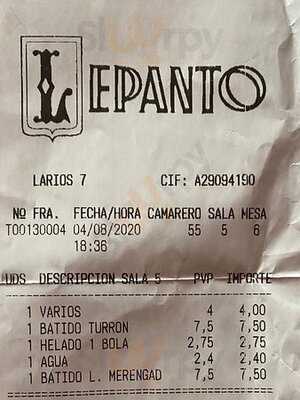 LEPANTO
LARIOS 7 CIF: A29094190
Nº FRA. FECHA/HORA CAMARERO SALA MESA
T00130004 04/08/2020 55 5 6
18:36
UDS DESCRIPCION SALA 5 PVP IMPORTE
1 VARIOS 4 4,00
1 BATIDO TURRON 7,5 7,50
1 HELADO 1 BOLA 2,75 2,75
1 AGUA 2,4 2,40
1 BATIDO L. MERENGAD 7,5 7,50